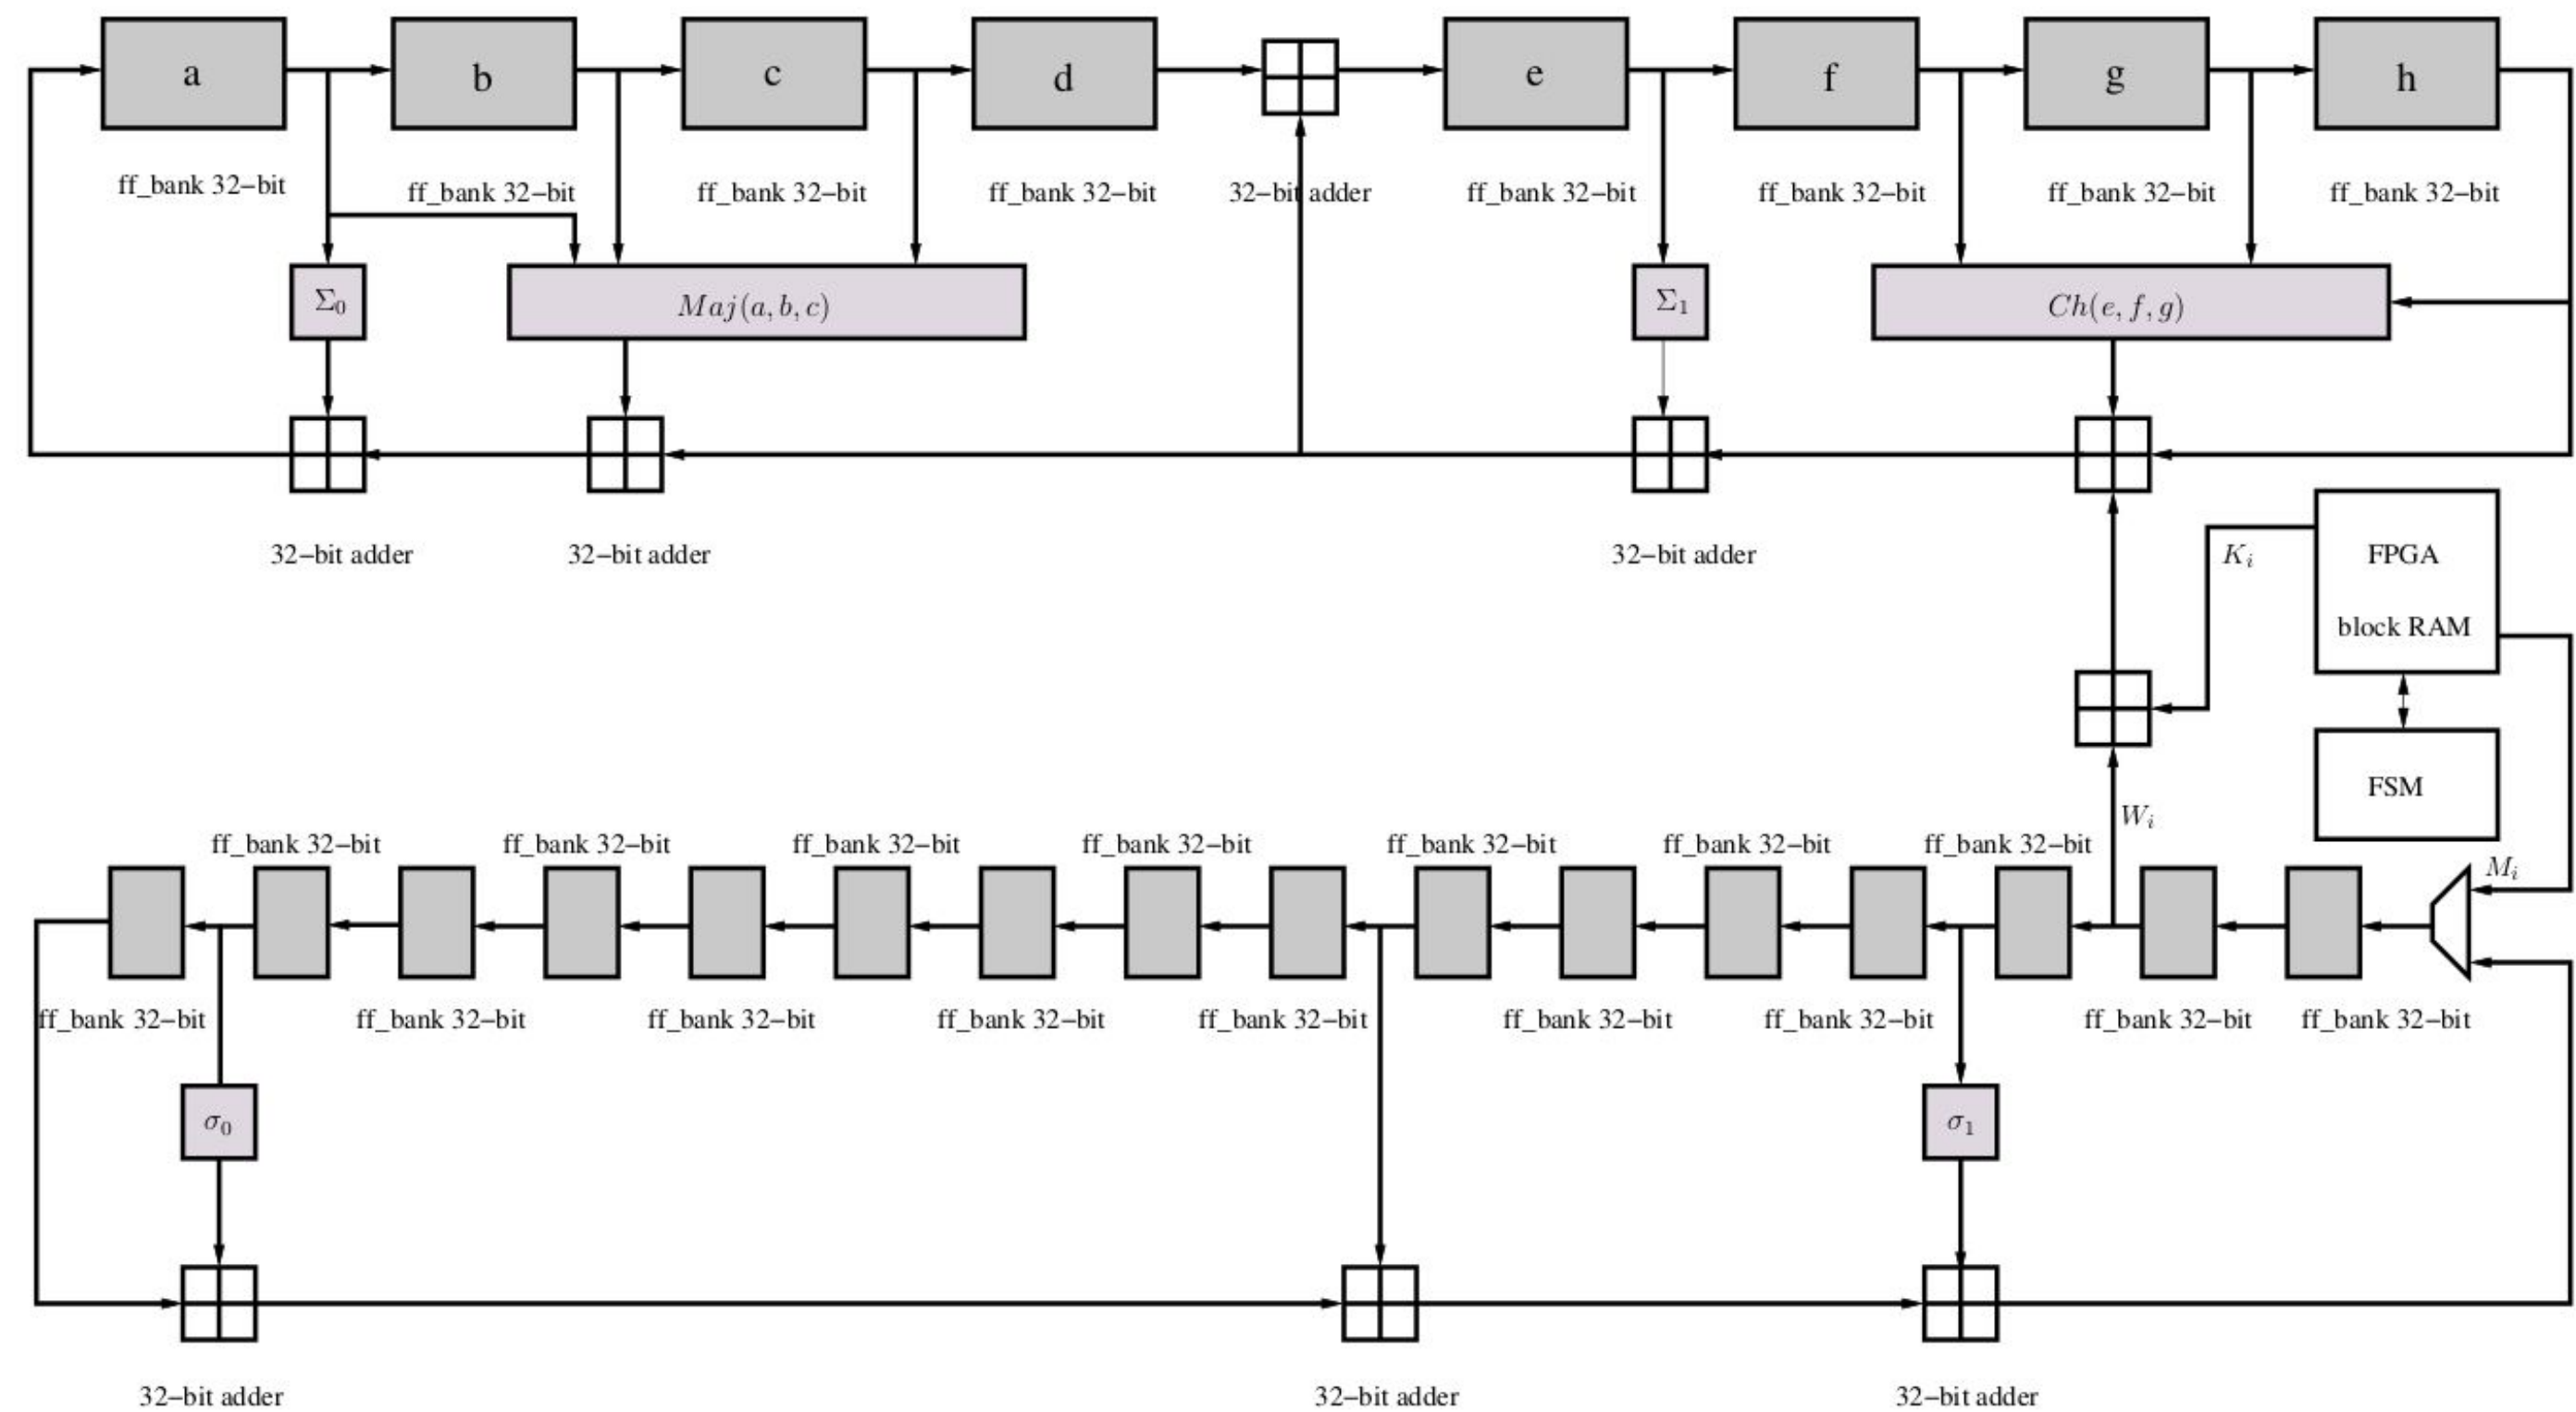 a b c d e f g h
ff_bank 32−bit ff_bank 32−bit ff_bank 32−bit ff_bank 32−bit 32−bit adder ff_bank 32−bit ff_bank 32−bit ff_bank 32−bit ff_bank 32−bit
Σ₀ Maj(a, b, c) Σ₁ Ch(e, f, g)
32−bit adder 32−bit adder 32−bit adder Kᵢ FPGA
block RAM
FSM
Wᵢ
ff_bank 32−bit ff_bank 32−bit ff_bank 32−bit ff_bank 32−bit ff_bank 32−bit ff_bank 32−bit ff_bank 32−bit Mᵢ
ff_bank 32−bit ff_bank 32−bit ff_bank 32−bit ff_bank 32−bit ff_bank 32−bit ff_bank 32−bit ff_bank 32−bit ff_bank 32−bit ff_bank 32−bit
σ₀ σ₁
32−bit adder 32−bit adder 32−bit adder